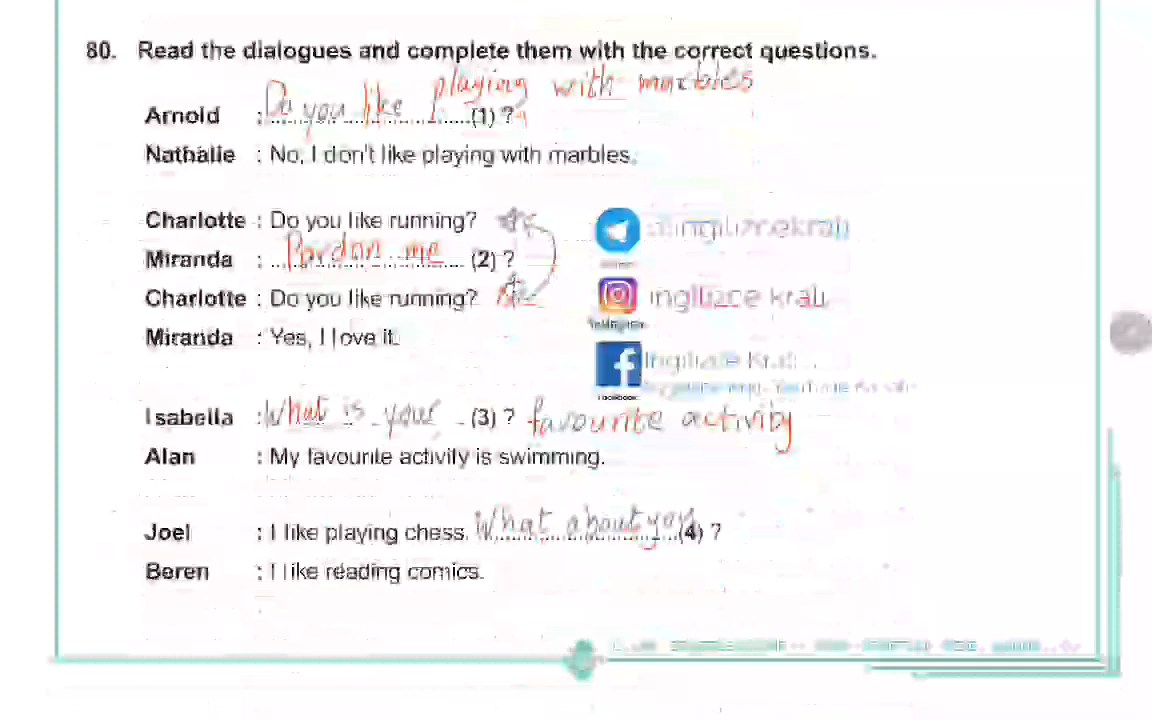 80. Read the dialogues and complete them with the correct questions.
playing with marbles
Arnold : Do you like ....(1) ?
Nathalie : No, I don't like playing with marbles.
Charlotte : Do you like running?
Miranda : Pardon me (2) ?
Charlotte : Do you like running?
Miranda : Yes, I love it.
ingilizce kralı
Instagram
Facebook
Isabella : What is your (3) ? favourite activity
Alan : My favourite activity is swimming.
Joel : I like playing chess. What about you (4) ?
Beren : I like reading comics.